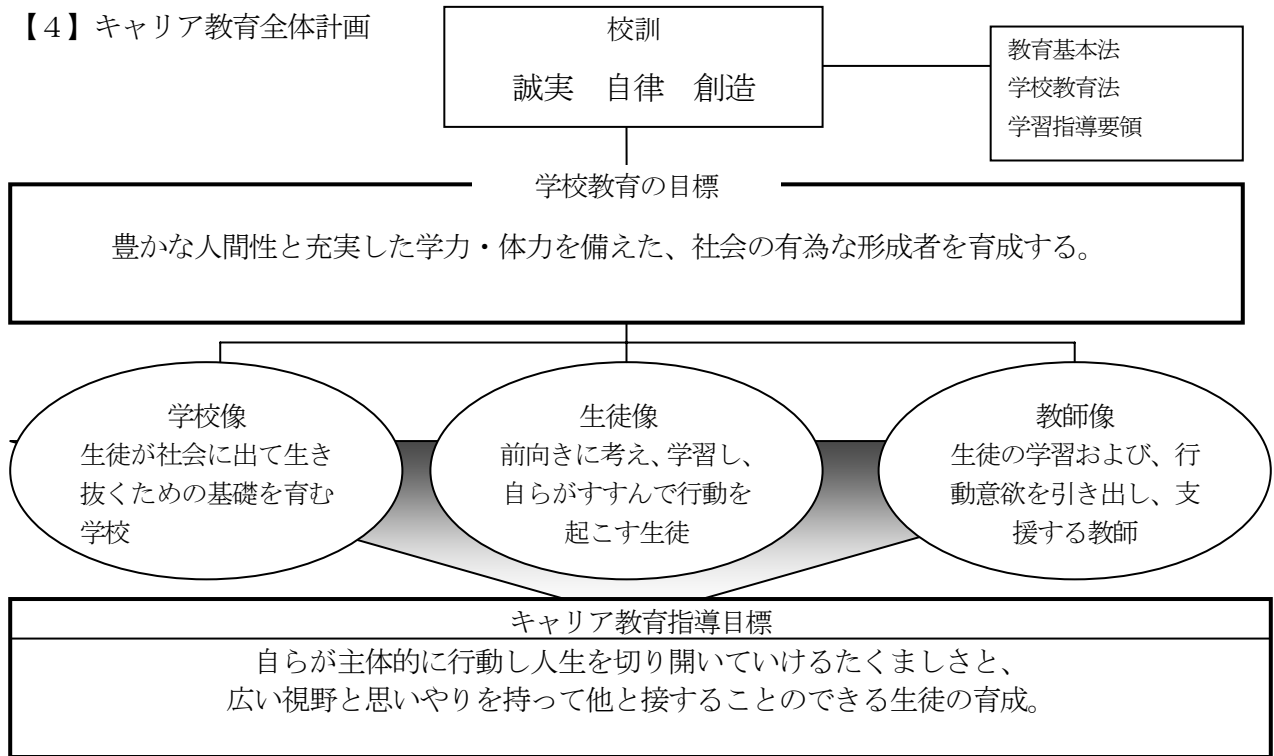 【4】キャリア教育全体計画
校訓
誠実　自律　創造
教育基本法
学校教育法
学習指導要領
学校教育の目標
豊かな人間性と充実した学力・体力を備えた、社会の有為な形成者を育成する。
学校像
生徒が社会に出て生き
抜くための基礎を育む
学校
生徒像
前向きに考え、学習し、
自らがすすんで行動を
起こす生徒
教師像
生徒の学習および、行
動意欲を引き出し、支
援する教師
キャリア教育指導目標
自らが主体的に行動し人生を切り開いていけるたくましさと、
広い視野と思いやりを持って他と接することのできる生徒の育成。